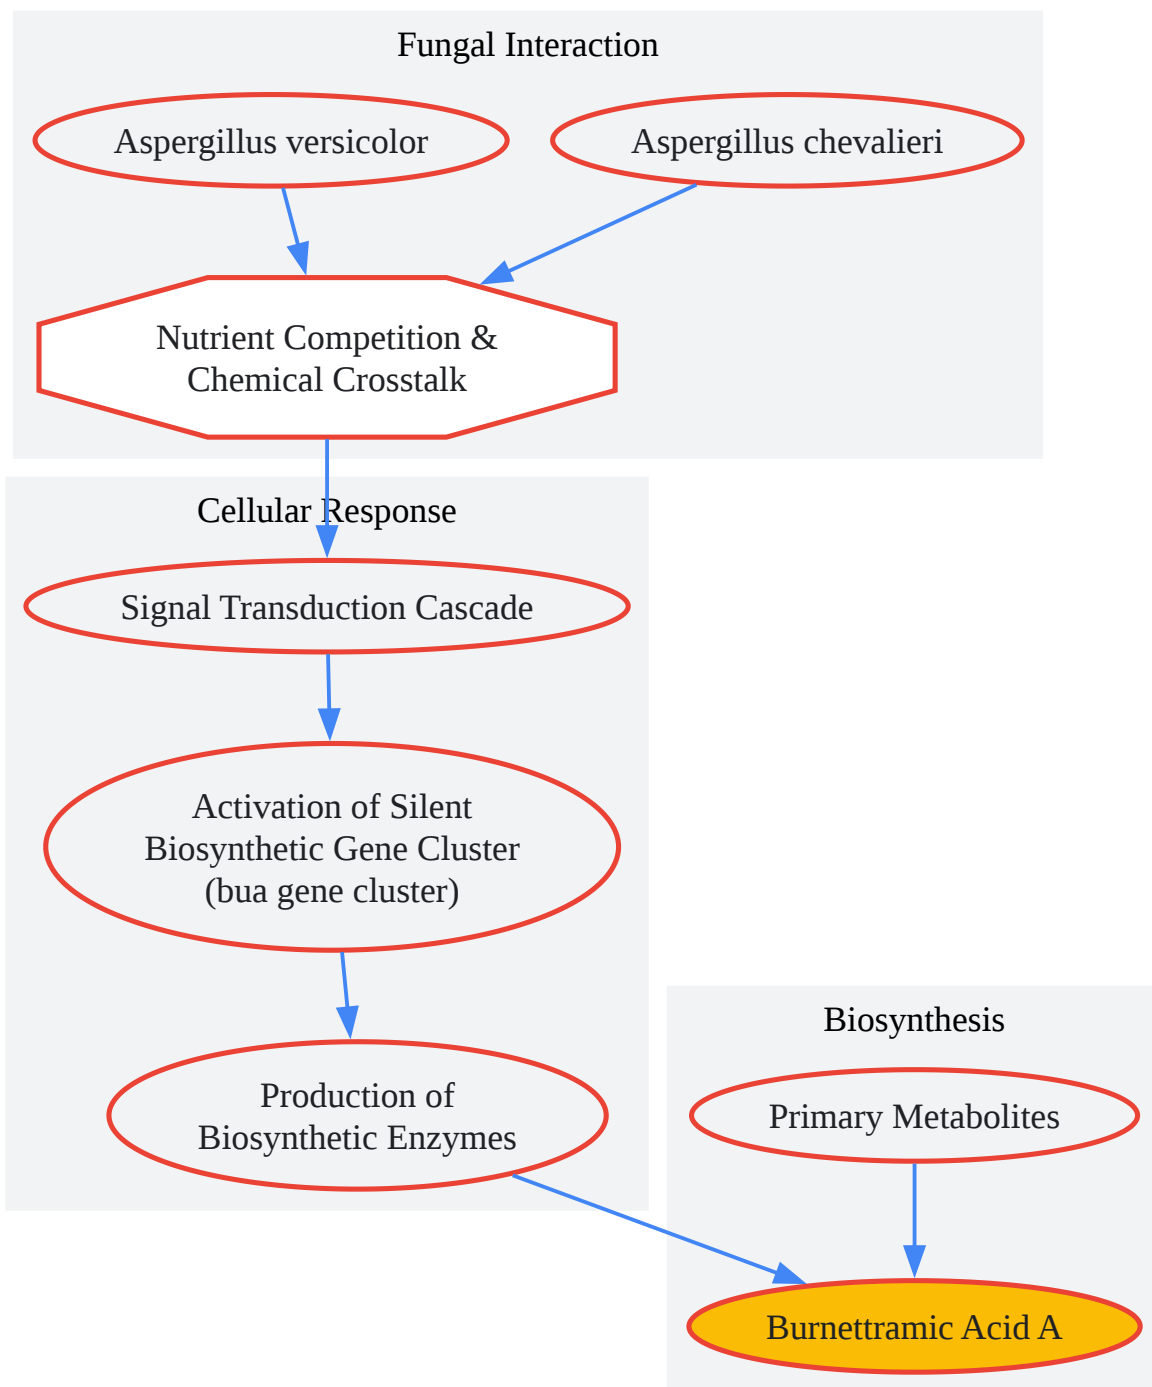 Fungal Interaction
Aspergillus versicolor
Aspergillus chevalieri
Nutrient Competition &
Chemical Crosstalk
Cellular Response
Signal Transduction Cascade
Activation of Silent
Biosynthetic Gene Cluster
(bua gene cluster)
Production of
Biosynthetic Enzymes
Biosynthesis
Primary Metabolites
Burnettramic Acid A